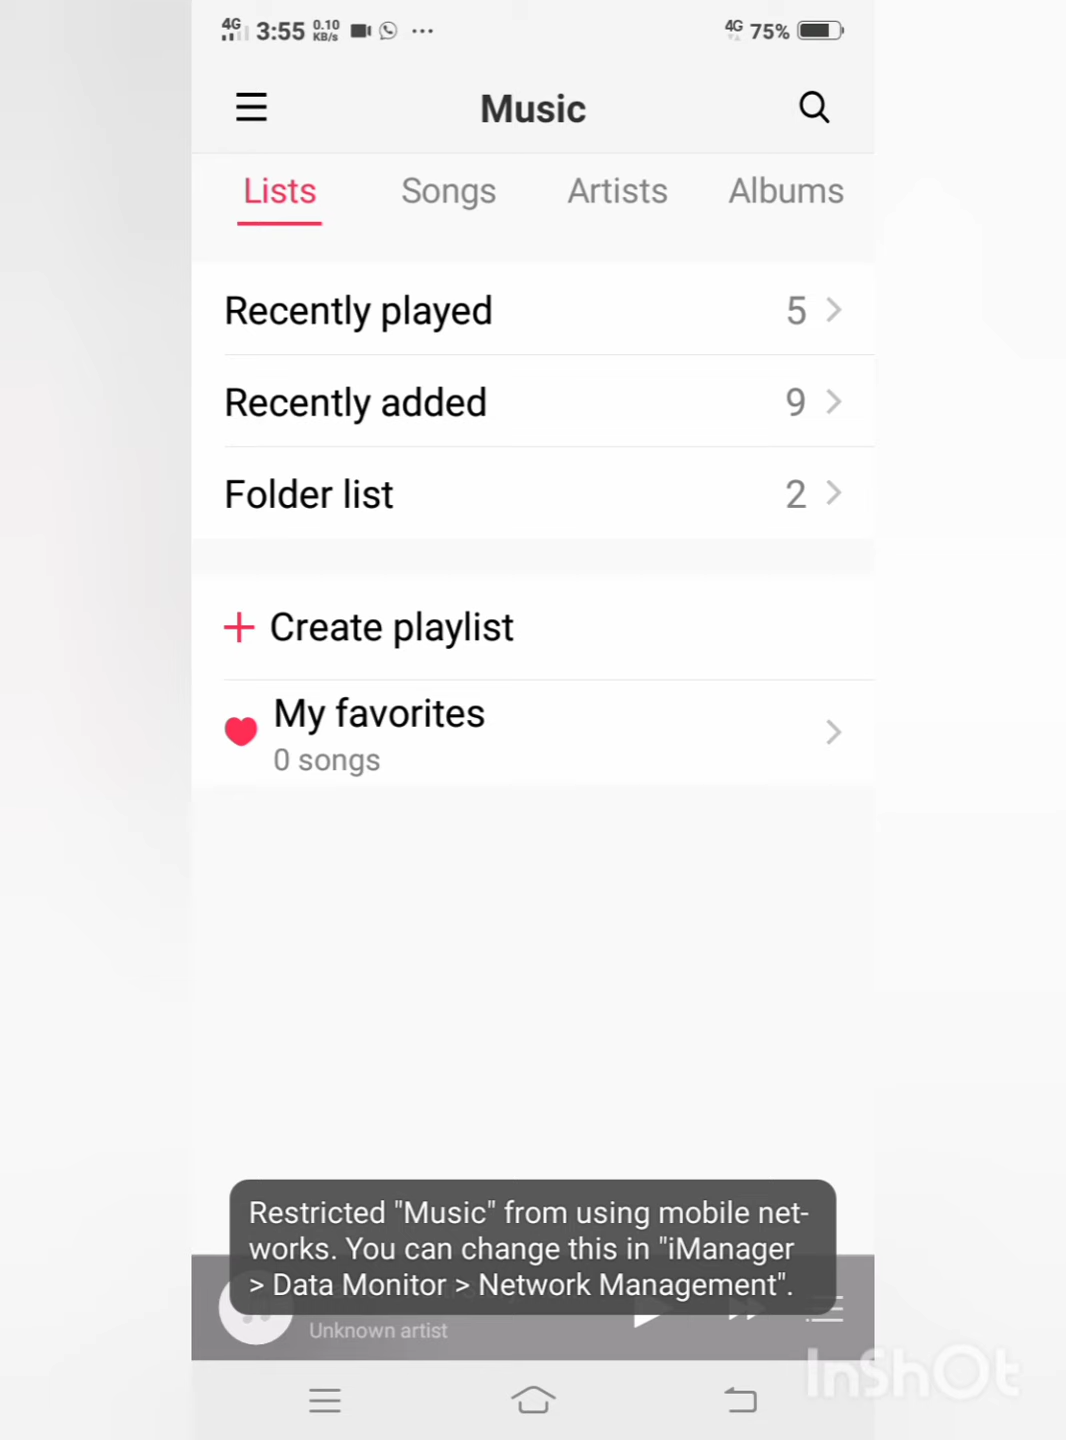 4G 3:55 0.10 KB/s ... 4G 75%
Music
Lists Songs Artists Albums
Recently played 5
Recently added 9
Folder list 2
Create playlist
My favorites
0 songs
Restricted "Music" from using mobile net-
works. You can change this in "iManager
> Data Monitor > Network Management".
Unknown artist
InShOt